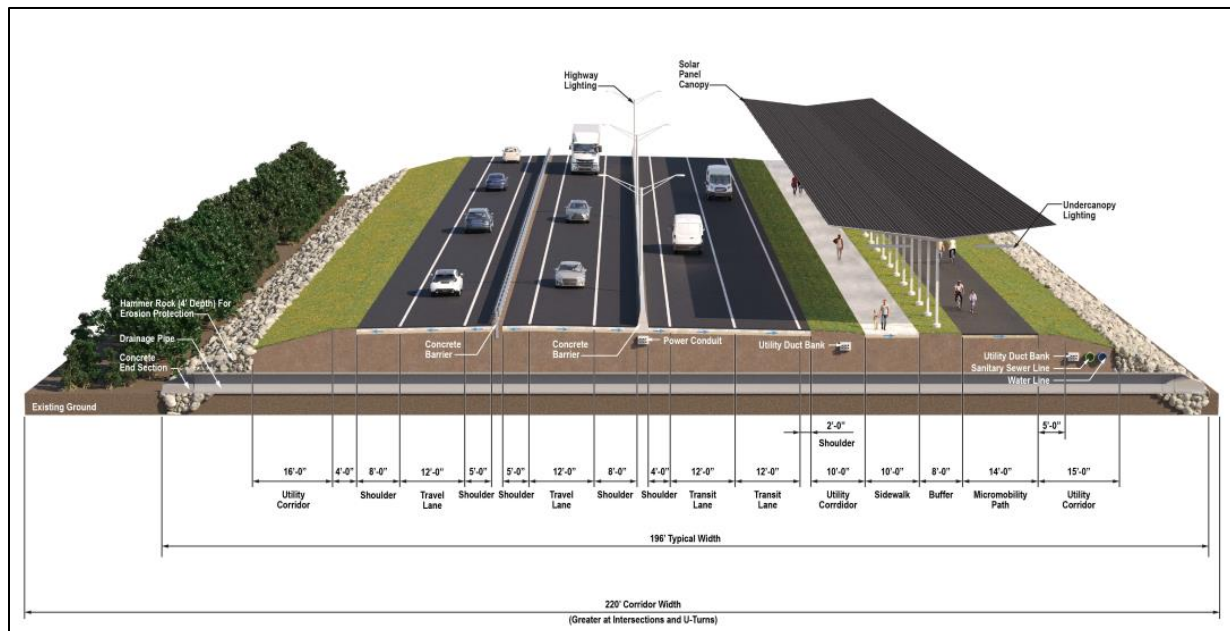 Highway
Lighting
Solar
Panel
Canopy
Undercanopy
Lighting
Hammer Rock (4' Depth) For
Erosion Protection
Drainage Pipe
Concrete
End Section
Concrete
Barrier
Concrete
Barrier
Power Conduit
Utility Duct Bank
Utility Duct Bank
Sanitary Sewer Line
Water Line
Existing Ground
2'-0"
Shoulder
5'-0"
16'-0"
Utility
Corridor
4'-0"
8'-0"
Shoulder
12'-0"
Travel
Lane
5'-0"
Shoulder
5'-0"
Shoulder
12'-0"
Travel
Lane
8'-0"
Shoulder
4'-0"
Shoulder
12'-0"
Transit
Lane
12'-0"
Transit
Lane
10'-0"
Utility
Corrdidor
10'-0"
Sidewalk
8'-0"
Buffer
14'-0"
Micromobility
Path
15'-0"
Utility
Corridor
196' Typical Width
220' Corridor Width
(Greater at Intersections and U-Turns)